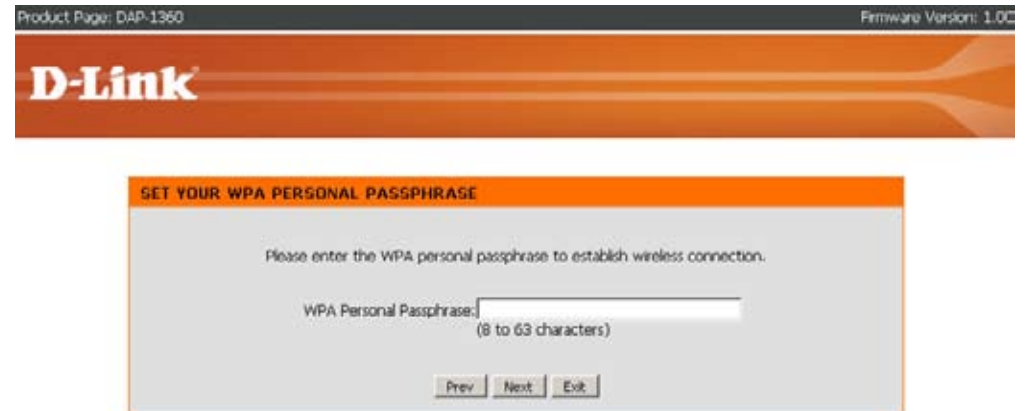 Product Page: DAP-1360
Firmware Version: 1.00
D-Link
SET YOUR WPA PERSONAL PASSPHRASE
Please enter the WPA personal passphrase to establish wireless connection.
WPA Personal Passphrase:
(8 to 63 characters)
Prev Next Exit